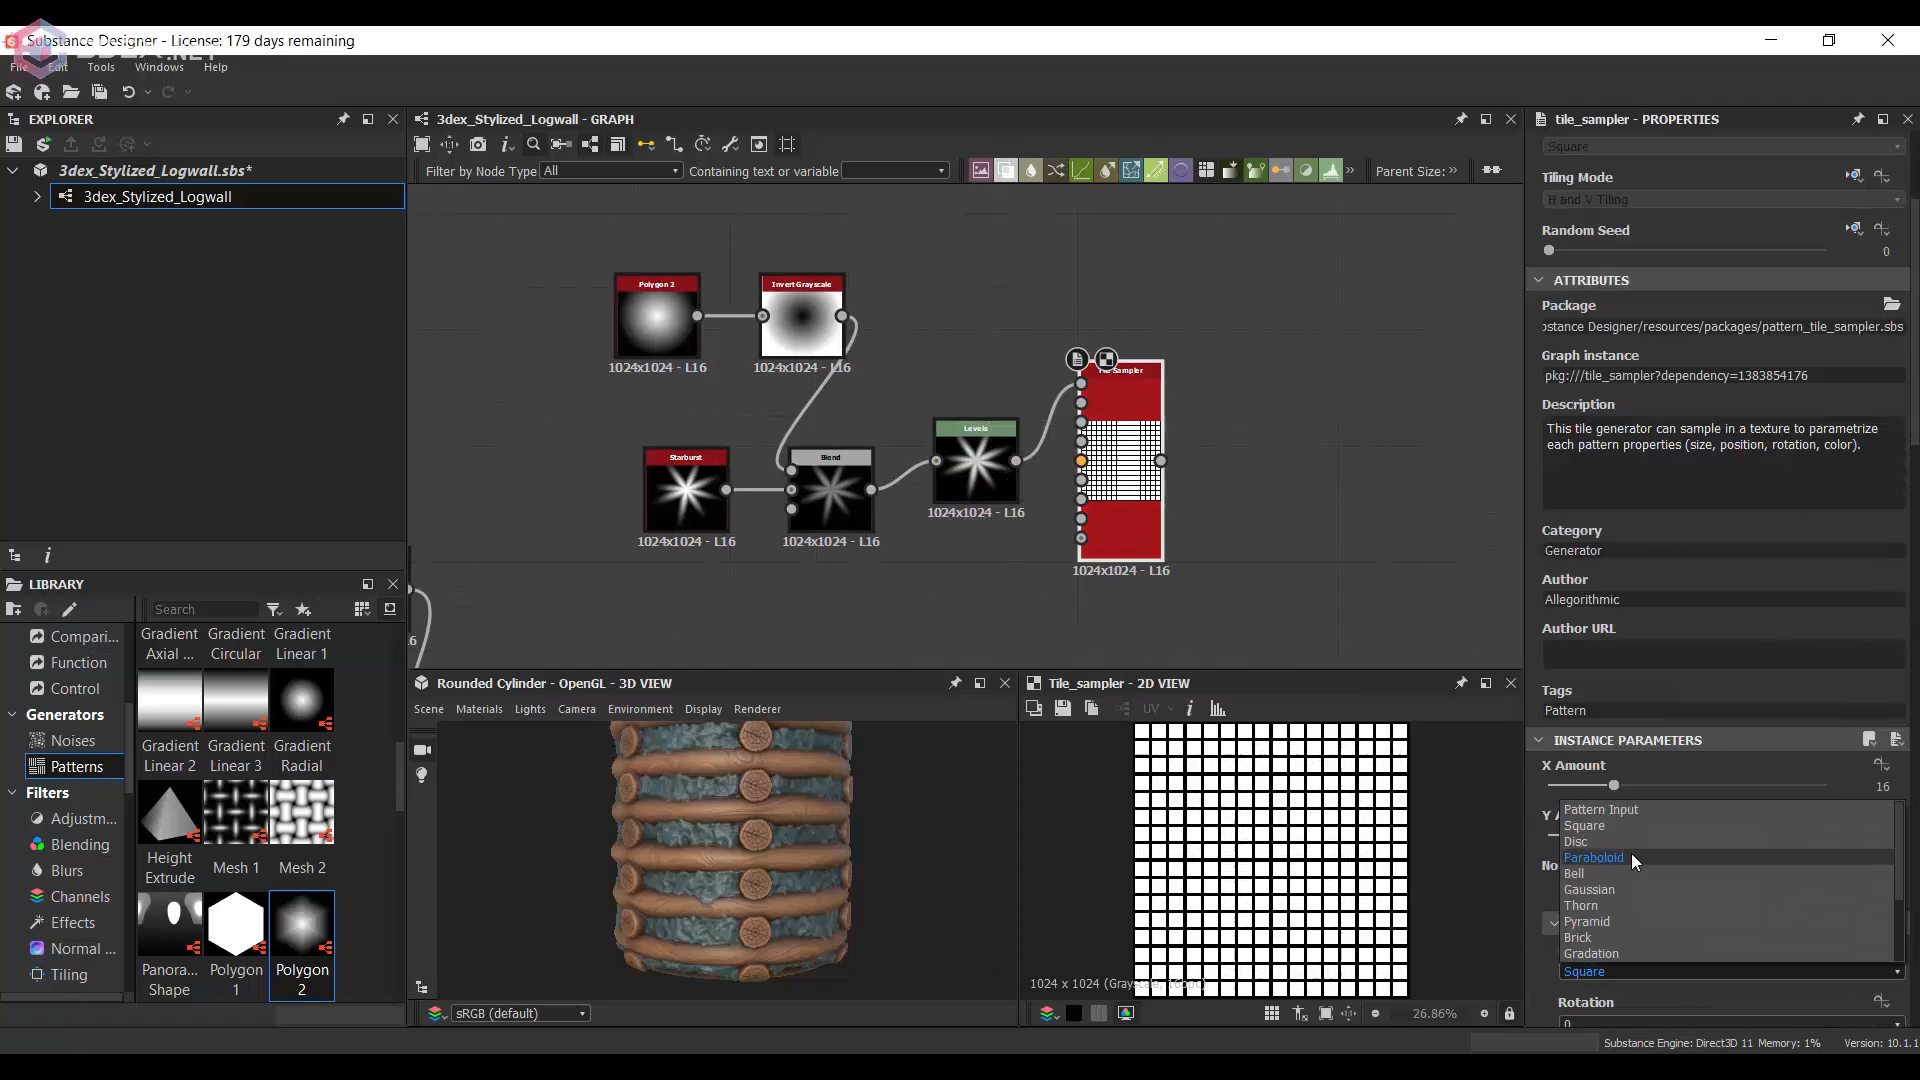 Substance Designer - License: 179 days remaining
File Edit Tools Windows Help
EXPLORER
3dex_Stylized_Logwall.sbs*
3dex_Stylized_Logwall
3dex_Stylized_Logwall - GRAPH
Filter by Node Type All Containing text or variable Parent Size:
Polygon 2
1024x1024 - L16
Invert Grayscale
1024x1024 - L16
Starburst
1024x1024 - L16
Blend
1024x1024 - L16
Levels
1024x1024 - L16
Tile Sampler
1024x1024 - L16
LIBRARY
Search
Compari...
Function
Control
Generators
Noises
Patterns
Filters
Adjustm...
Blending
Blurs
Channels
Effects
Normal ...
Tiling
Gradient Axial ...
Gradient Circular
Gradient Linear 1
Gradient Linear 2
Gradient Linear 3
Gradient Radial
Height Extrude
Mesh 1
Mesh 2
Panora... Shape
Polygon 1
Polygon 2
Rounded Cylinder - OpenGL - 3D VIEW
Scene Materials Lights Camera Environment Display Renderer
sRGB (default)
Tile_sampler - 2D VIEW
UV
1024 x 1024 (Grayscale, 16bpc)
26.86%
tile_sampler - PROPERTIES
Square
Tiling Mode
H and V Tiling
Random Seed
0
ATTRIBUTES
Package
ɔstance Designer/resources/packages/pattern_tile_sampler.sbs
Graph instance
pkg:///tile_sampler?dependency=1383854176
Description
This tile generator can sample in a texture to parametrize
each pattern properties (size, position, rotation, color).
Category
Generator
Author
Allegorithmic
Author URL
Tags
Pattern
INSTANCE PARAMETERS
X Amount
16
Y A
No
Pattern Input
Square
Disc
Paraboloid
Bell
Gaussian
Thorn
Pyramid
Brick
Gradation
Square
Rotation
0
Substance Engine: Direct3D 11 Memory: 1% Version: 10.1.1